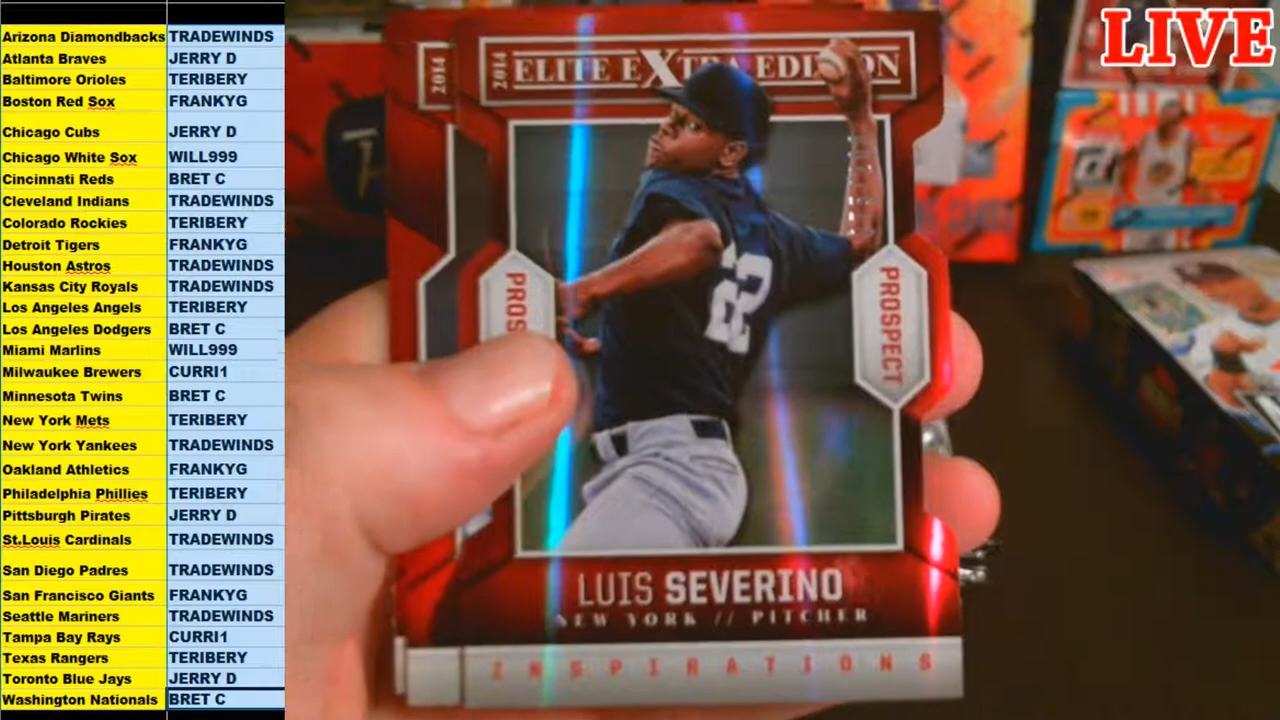 Arizona Diamondbacks TRADEWINDS
Atlanta Braves JERRY D
Baltimore Orioles TERIBERY
Boston Red Sox FRANKYG
Chicago Cubs JERRY D
Chicago White Sox WILL999
Cincinnati Reds BRET C
Cleveland Indians TRADEWINDS
Colorado Rockies TERIBERY
Detroit Tigers FRANKYG
Houston Astros TRADEWINDS
Kansas City Royals TRADEWINDS
Los Angeles Angels TERIBERY
Los Angeles Dodgers BRET C
Miami Marlins WILL999
Milwaukee Brewers CURRI1
Minnesota Twins BRET C
New York Mets TERIBERY
New York Yankees TRADEWINDS
Oakland Athletics FRANKYG
Philadelphia Phillies TERIBERY
Pittsburgh Pirates JERRY D
St.Louis Cardinals TRADEWINDS
San Diego Padres TRADEWINDS
San Francisco Giants FRANKYG
Seattle Mariners TRADEWINDS
Tampa Bay Rays CURRI1
Texas Rangers TERIBERY
Toronto Blue Jays JERRY D
Washington Nationals BRET C
LIVE
2014
2014 ELITE EXTRA EDITION
PROS
PROSPECT
22
LUIS SEVERINO
NEW YORK // PITCHER
INSPIRATIONS